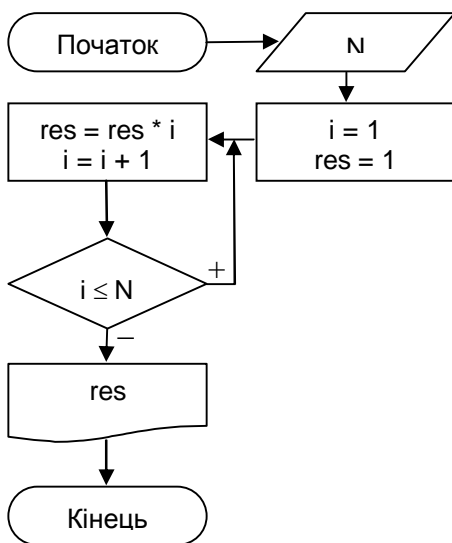 Початок
N
i = 1
res = 1
res = res * i
i = i + 1
i ≤ N
+
−
res
Кінець